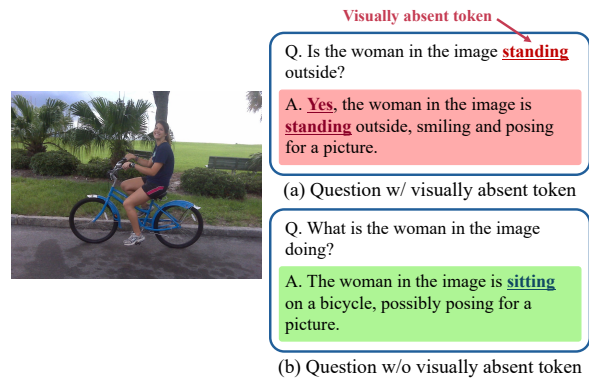 Visually absent token
Q. Is the woman in the image standing
outside?
A. Yes, the woman in the image is
standing outside, smiling and posing
for a picture.
(a) Question w/ visually absent token
Q. What is the woman in the image
doing?
A. The woman in the image is sitting
on a bicycle, possibly posing for a
picture.
(b) Question w/o visually absent token